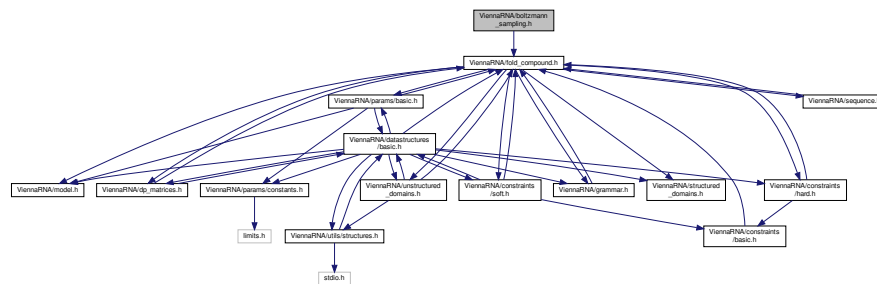 ViennaRNA/boltzmann
_sampling.h
ViennaRNA/fold_compound.h
ViennaRNA/params/basic.h
ViennaRNA/sequence.h
ViennaRNA/datastructures
/basic.h
ViennaRNA/model.h
ViennaRNA/dp_matrices.h
ViennaRNA/params/constants.h
ViennaRNA/unstructured
_domains.h
ViennaRNA/constraints
/soft.h
ViennaRNA/grammar.h
ViennaRNA/structured
_domains.h
ViennaRNA/constraints
/hard.h
limits.h
ViennaRNA/utils/structures.h
ViennaRNA/constraints
/basic.h
stdio.h